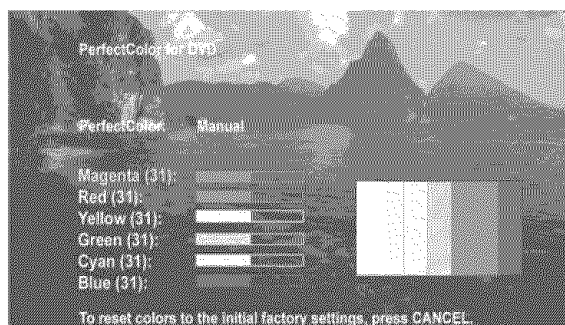 PerfectColor for DVD
PerfectColor: Manual
Magenta (31):
Red (31):
Yellow (31):
Green (31):
Cyan (31):
Blue (31):
To reset colors to the initial factory settings, press CANCEL.